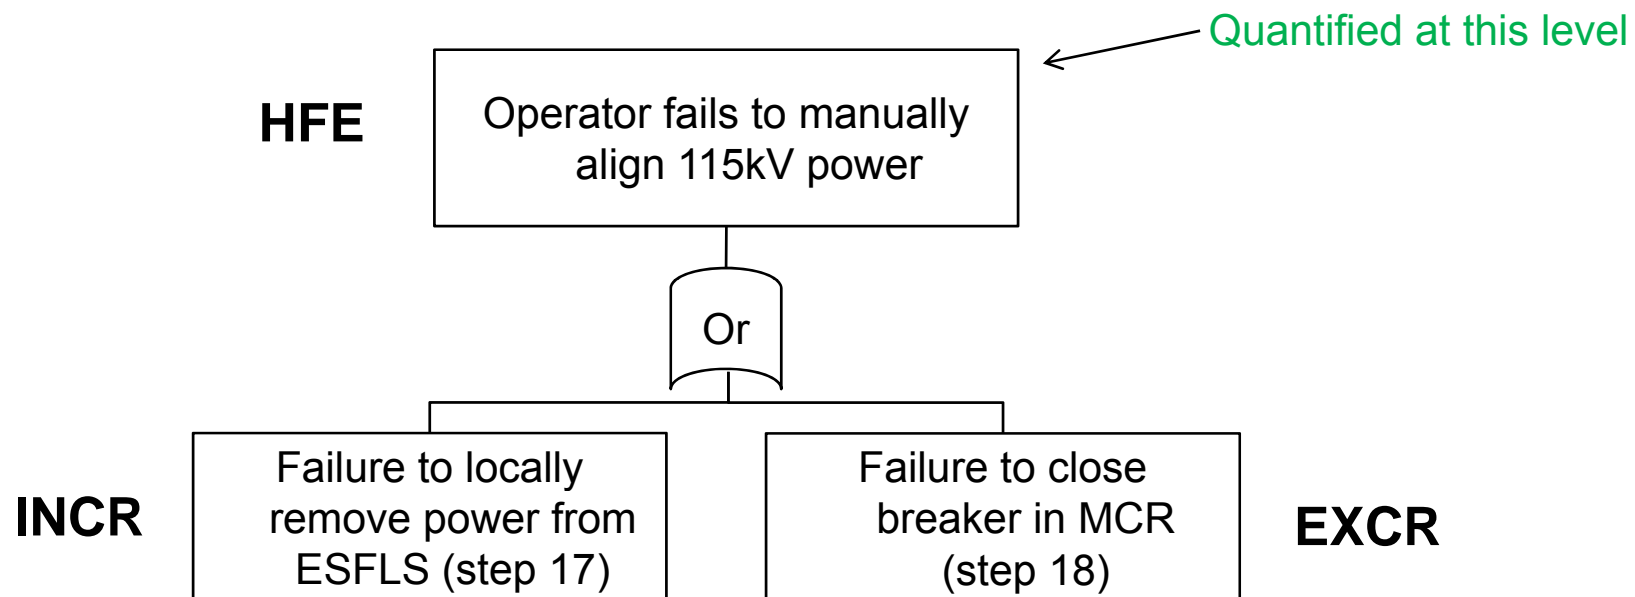 Quantified at this level
HFE
Operator fails to manually
align 115kV power
Or
INCR
Failure to locally
remove power from
ESFLS (step 17)
Failure to close
breaker in MCR
(step 18)
EXCR